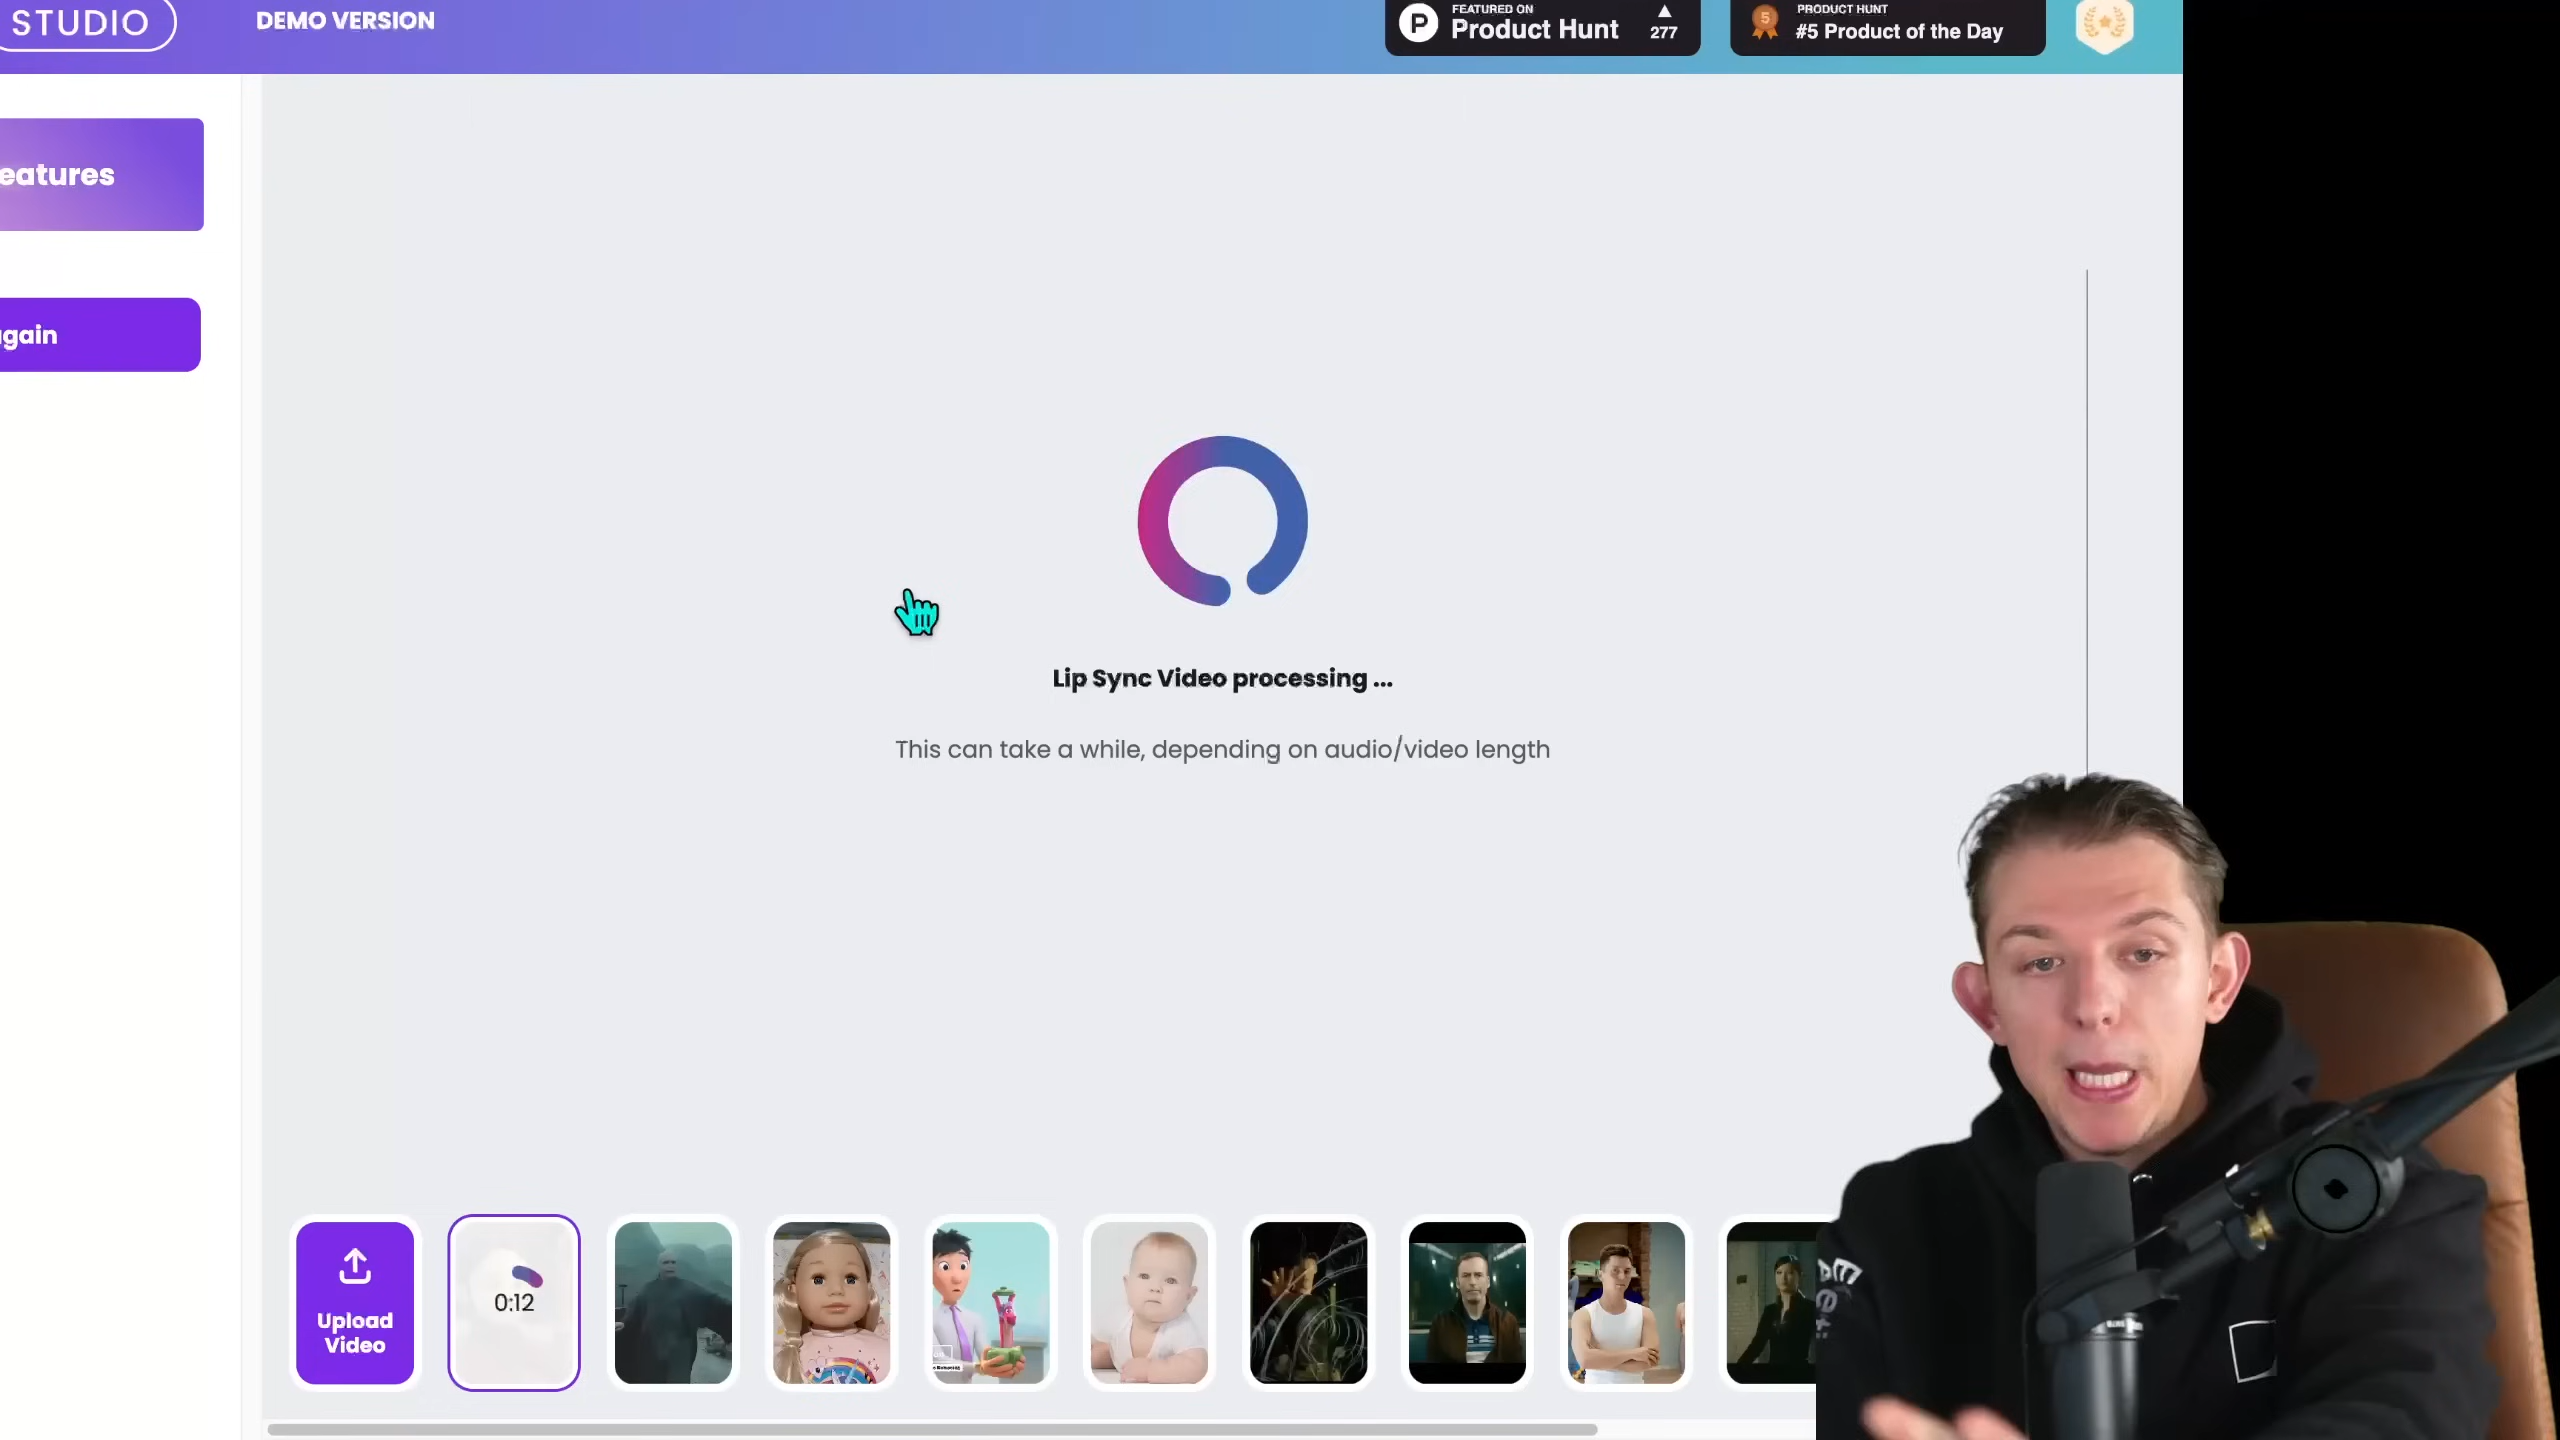 STUDIO
DEMO VERSION
FEATURED ON
Product Hunt
277
5
PRODUCT HUNT
#5 Product of the Day
eatures
gain
Lip Sync Video processing ...
This can take a while, depending on audio/video length
Upload
Video
0:12